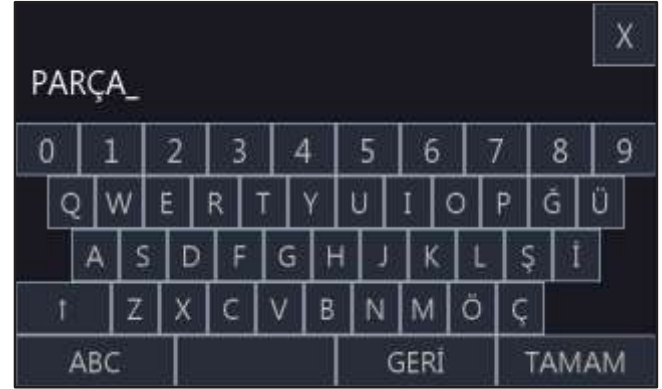 X
PARÇA_
0 1 2 3 4 5 6 7 8 9
Q W E R T Y U I O P Ğ Ü
A S D F G H J K L Ş İ
↑ Z X C V B N M Ö Ç
ABC GERİ TAMAM